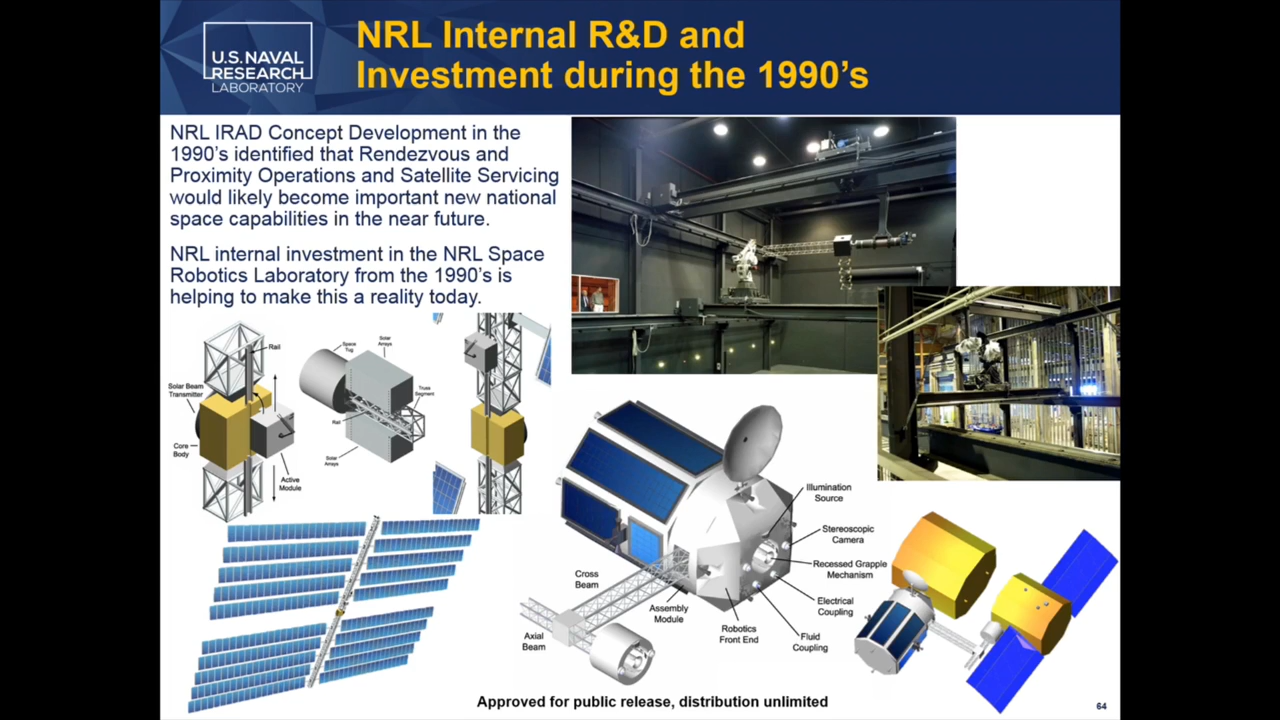 U.S. NAVAL
RESEARCH
LABORATORY
NRL Internal R&D and
Investment during the 1990's
NRL IRAD Concept Development in the
1990's identified that Rendezvous and
Proximity Operations and Satellite Servicing
would likely become important new national
space capabilities in the near future.
NRL internal investment in the NRL Space
Robotics Laboratory from the 1990's is
helping to make this a reality today.
Rail
Solar Beam
Transmitter
Core
Body
Active
Module
Space
Tug
Solar
Arrays
Truss
Segment
Rail
Solar
Arrays
Illumination
Source
Stereoscopic
Camera
Recessed Grapple
Mechanism
Electrical
Coupling
Fluid
Coupling
Robotics
Front End
Assembly
Module
Cross
Beam
Axial
Beam
Approved for public release, distribution unlimited
64